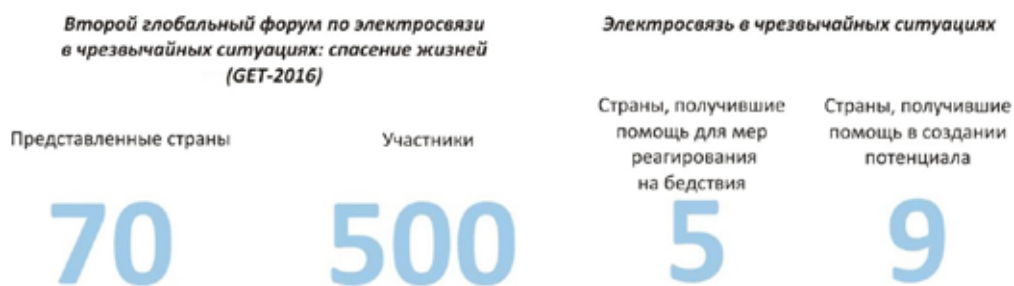 Второй глобальный форум по электросвязи
в чрезвычайных ситуациях: спасение жизней
(GET-2016)
Представленные страны
70
Участники
500
Электросвязь в чрезвычайных ситуациях
Страны, получившие
помощь для мер
реагирования
на бедствия
5
Страны, получившие
помощь в создании
потенциала
9